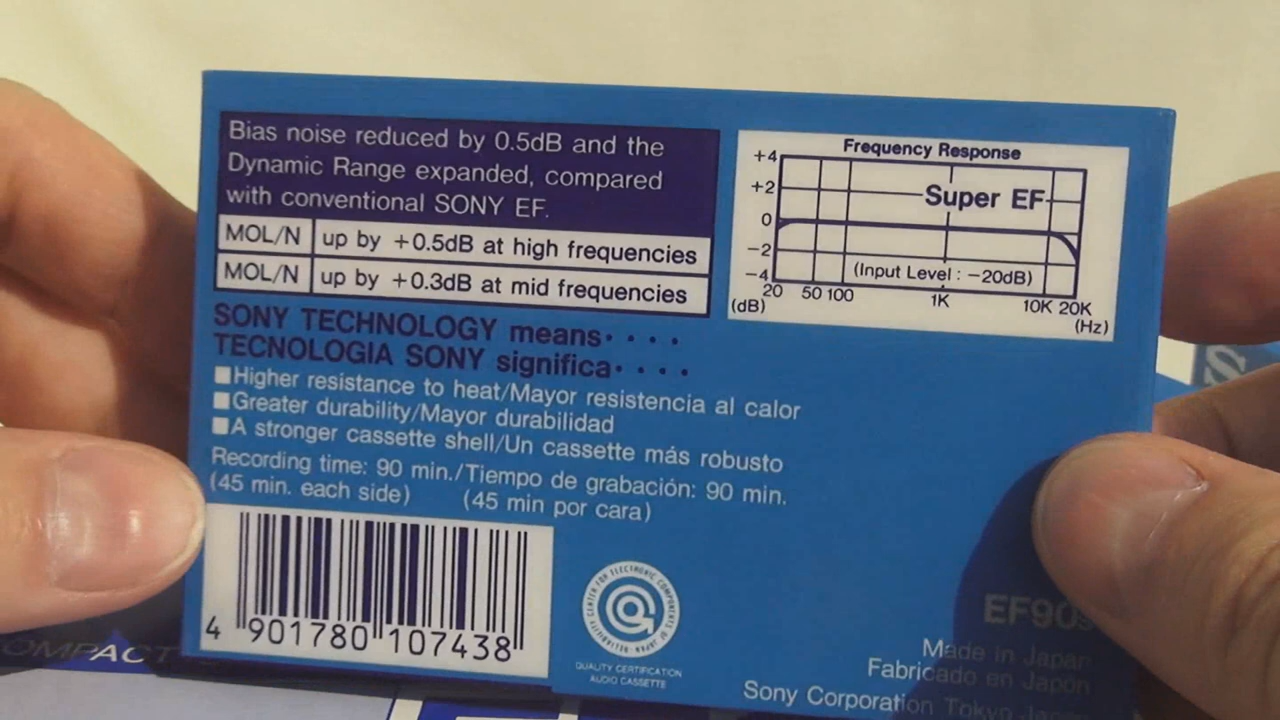 Bias noise reduced by 0.5dB and the
Dynamic Range expanded, compared
with conventional SONY EF.
MOL/N up by +0.5dB at high frequencies
MOL/N up by +0.3dB at mid frequencies
Frequency Response
+4
+2
0
−2
−4
Super EF
(Input Level : −20dB)
20 50 100 1K 10K 20K
(dB)
(Hz)
SONY TECHNOLOGY means· · · ·
TECNOLOGIA SONY significa· · · ·
■Higher resistance to heat/Mayor resistencia al calor
■Greater durability/Mayor durabilidad
■A stronger cassette shell/Un cassette más robusto
Recording time: 90 min./Tiempo de grabación: 90 min.
(45 min. each side) (45 min por cara)
4 901780 107438
QUALITY CERTIFICATION
AUDIO CASSETTE
EF90
Made in Japan
Fabricado en Japón
Sony Corporation Tokyo Japan
COMPACT